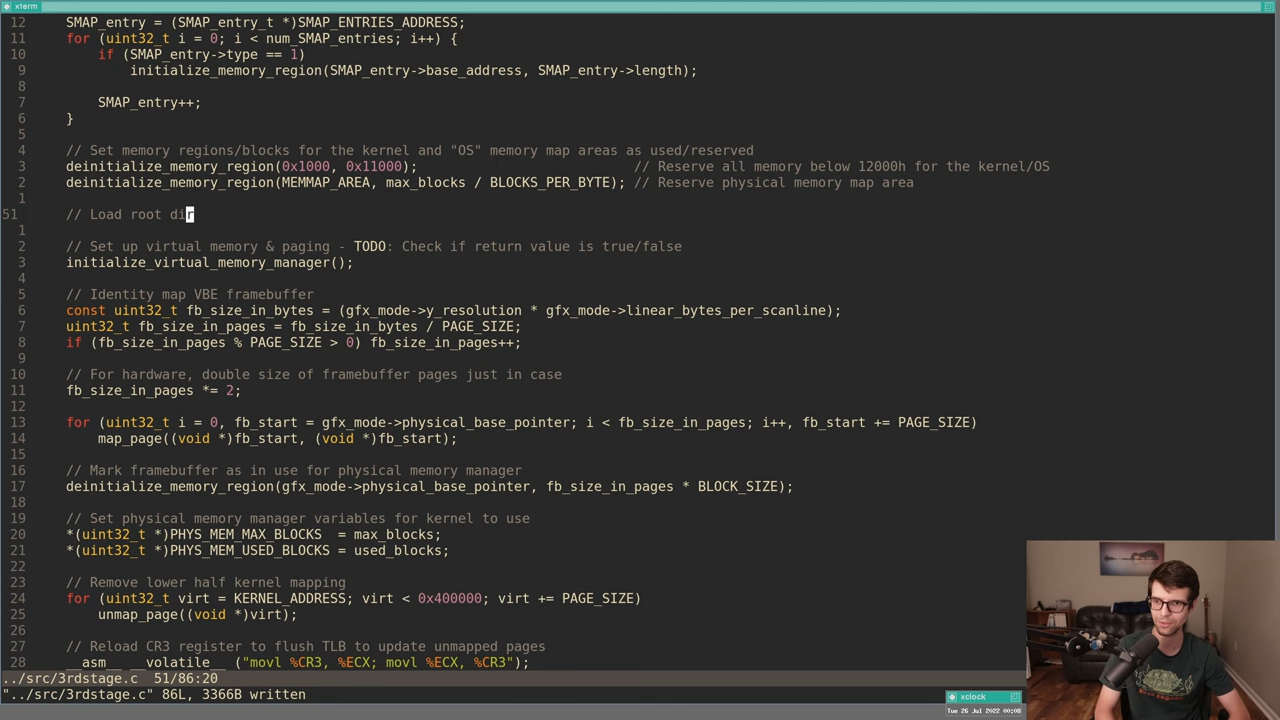 xterm
12 SMAP_entry = (SMAP_entry_t *)SMAP_ENTRIES_ADDRESS;
11 for (uint32_t i = 0; i < num_SMAP_entries; i++) {
10 if (SMAP_entry->type == 1)
9 initialize_memory_region(SMAP_entry->base_address, SMAP_entry->length);
8
7 SMAP_entry++;
6 }
5
4 // Set memory regions/blocks for the kernel and "OS" memory map areas as used/reserved
3 deinitialize_memory_region(0x1000, 0x11000); // Reserve all memory below 12000h for the kernel/OS
2 deinitialize_memory_region(MEMMAP_AREA, max_blocks / BLOCKS_PER_BYTE); // Reserve physical memory map area
1
51 // Load root dir
1
2 // Set up virtual memory & paging - TODO: Check if return value is true/false
3 initialize_virtual_memory_manager();
4
5 // Identity map VBE framebuffer
6 const uint32_t fb_size_in_bytes = (gfx_mode->y_resolution * gfx_mode->linear_bytes_per_scanline);
7 uint32_t fb_size_in_pages = fb_size_in_bytes / PAGE_SIZE;
8 if (fb_size_in_pages % PAGE_SIZE > 0) fb_size_in_pages++;
9
10 // For hardware, double size of framebuffer pages just in case
11 fb_size_in_pages *= 2;
12
13 for (uint32_t i = 0, fb_start = gfx_mode->physical_base_pointer; i < fb_size_in_pages; i++, fb_start += PAGE_SIZE)
14 map_page((void *)fb_start, (void *)fb_start);
15
16 // Mark framebuffer as in use for physical memory manager
17 deinitialize_memory_region(gfx_mode->physical_base_pointer, fb_size_in_pages * BLOCK_SIZE);
18
19 // Set physical memory manager variables for kernel to use
20 *(uint32_t *)PHYS_MEM_MAX_BLOCKS = max_blocks;
21 *(uint32_t *)PHYS_MEM_USED_BLOCKS = used_blocks;
22
23 // Remove lower half kernel mapping
24 for (uint32_t virt = KERNEL_ADDRESS; virt < 0x400000; virt += PAGE_SIZE)
25 unmap_page((void *)virt);
26
27 // Reload CR3 register to flush TLB to update unmapped pages
28 __asm__ __volatile__ ("movl %CR3, %ECX; movl %ECX, %CR3");
../src/3rdstage.c 51/86:20
"../src/3rdstage.c" 86L, 3366B written
xclock
Tue 26 Jul 2022 00:08